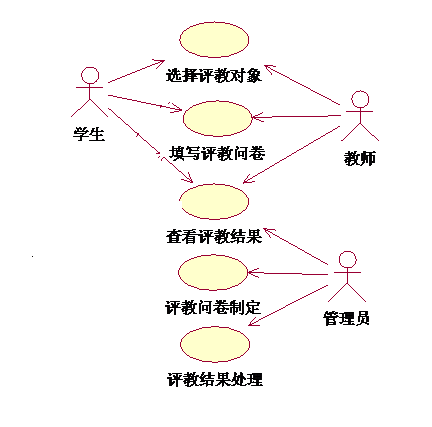 选择评教对象
学生
填写评教问卷
教师
查看评教结果
评教问卷制定
管理员
评教结果处理